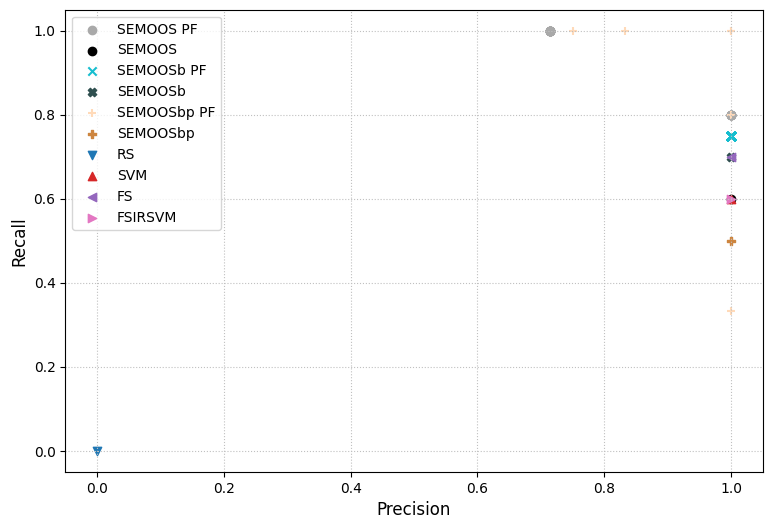 1.0
0.8
0.6
0.4
0.2
0.0
Recall
SEMOOS PF
SEMOOS
SEMOOSb PF
SEMOOSb
SEMOOSbp PF
SEMOOSbp
RS
SVM
FS
FSIRSVM
0.0 0.2 0.4 0.6 0.8 1.0
Precision